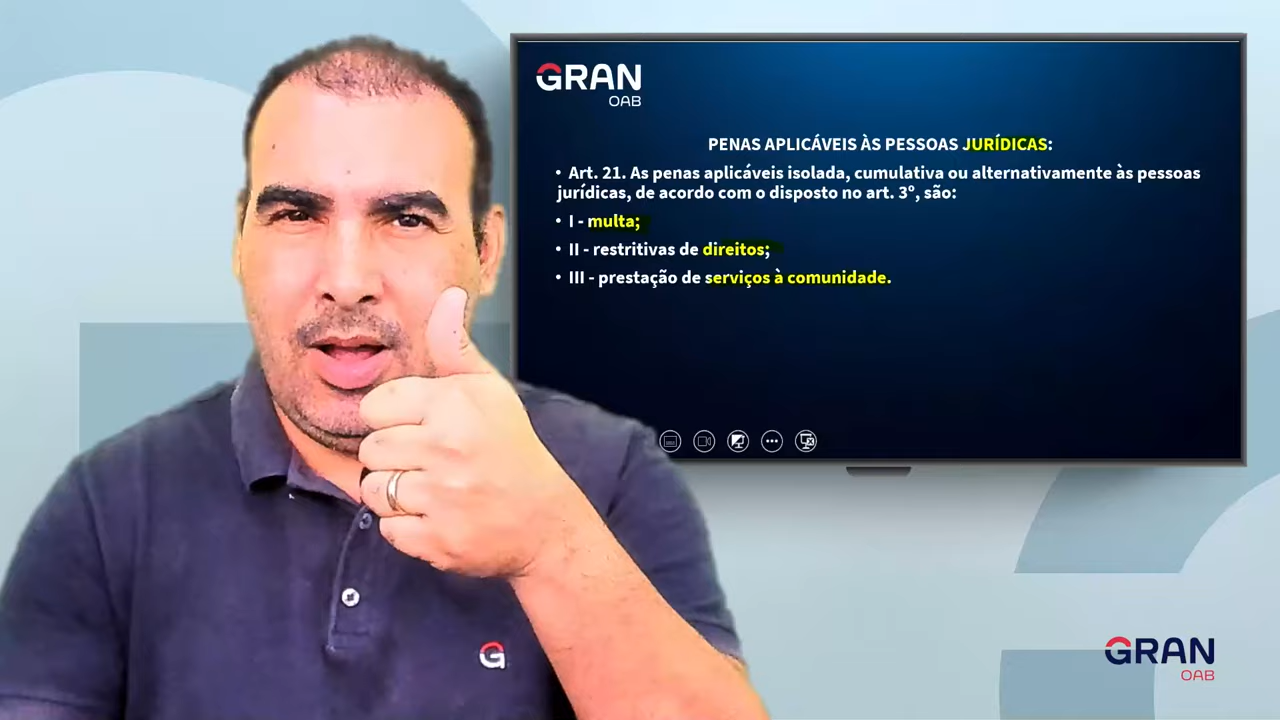 GRAN
OAB
PENAS APLICÁVEIS ÀS PESSOAS JURÍDICAS:
• Art. 21. As penas aplicáveis isolada, cumulativa ou alternativamente às pessoas
jurídicas, de acordo com o disposto no art. 3º, são:
• I - multa;
• II - restritivas de direitos;
• III - prestação de serviços à comunidade.
G
GRAN
OAB